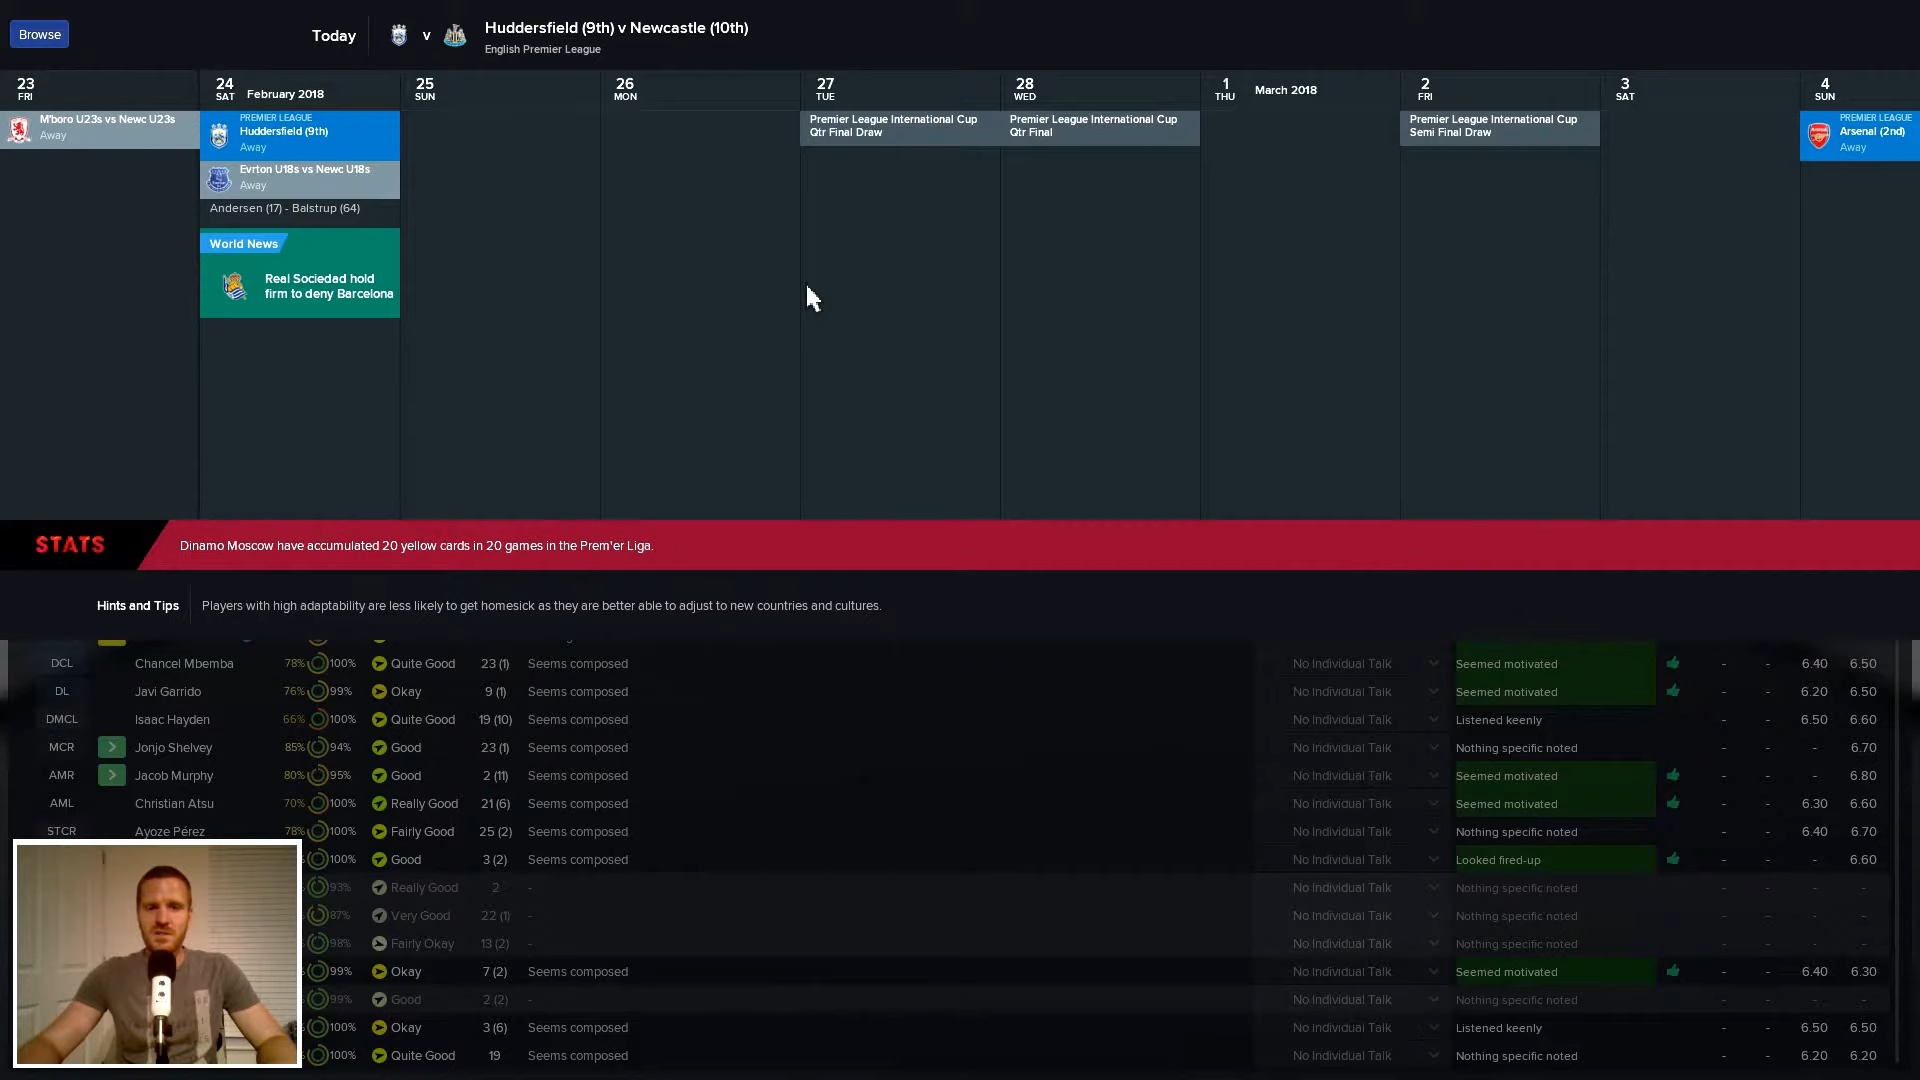 Browse
Today
v
Huddersfield (9th) v Newcastle (10th)
English Premier League
23 FRI
24 SAT February 2018
25 SUN
26 MON
27 TUE
28 WED
1 THU March 2018
2 FRI
3 SAT
4 SUN
M'boro U23s vs Newc U23s
Away
PREMIER LEAGUE
Huddersfield (9th)
Away
Evrton U18s vs Newc U18s
Away
Andersen (17) - Balstrup (64)
World News
Real Sociedad hold
firm to deny Barcelona
Premier League International Cup
Qtr Final Draw
Premier League International Cup
Qtr Final
Premier League International Cup
Semi Final Draw
PREMIER LEAGUE
Arsenal (2nd)
Away
STATS Dinamo Moscow have accumulated 20 yellow cards in 20 games in the Prem'er Liga.
Hints and Tips Players with high adaptability are less likely to get homesick as they are better able to adjust to new countries and cultures.
DCL Chancel Mbemba 78% 100% Quite Good 23 (1) Seems composed No Individual Talk Seemed motivated - - 6.40 6.50
DL Javi Garrido 76% 99% Okay 9 (1) Seems composed No Individual Talk Seemed motivated - - 6.20 6.50
DMCL Isaac Hayden 66% 100% Quite Good 19 (10) Seems composed No Individual Talk Listened keenly - - 6.50 6.60
MCR Jonjo Shelvey 85% 94% Good 23 (1) Seems composed No Individual Talk Nothing specific noted - - - 6.70
AMR Jacob Murphy 80% 95% Good 2 (11) Seems composed No Individual Talk Seemed motivated - - - 6.80
AML Christian Atsu 70% 100% Really Good 21 (6) Seems composed No Individual Talk Seemed motivated - - 6.30 6.60
STCR Ayoze Pérez 78% 100% Fairly Good 25 (2) Seems composed No Individual Talk Nothing specific noted - - 6.40 6.70
100% Good 3 (2) Seems composed No Individual Talk Looked fired-up - - - 6.60
93% Really Good 2 - No Individual Talk Nothing specific noted - - - -
87% Very Good 22 (1) - No Individual Talk Nothing specific noted - - - -
98% Fairly Okay 13 (2) - No Individual Talk Nothing specific noted - - - -
99% Okay 7 (2) Seems composed No Individual Talk Seemed motivated - - 6.40 6.30
99% Good 2 (2) - No Individual Talk Nothing specific noted - - - -
100% Okay 3 (6) Seems composed No Individual Talk Listened keenly - - 6.50 6.50
100% Quite Good 19 Seems composed No Individual Talk Nothing specific noted - - 6.20 6.20